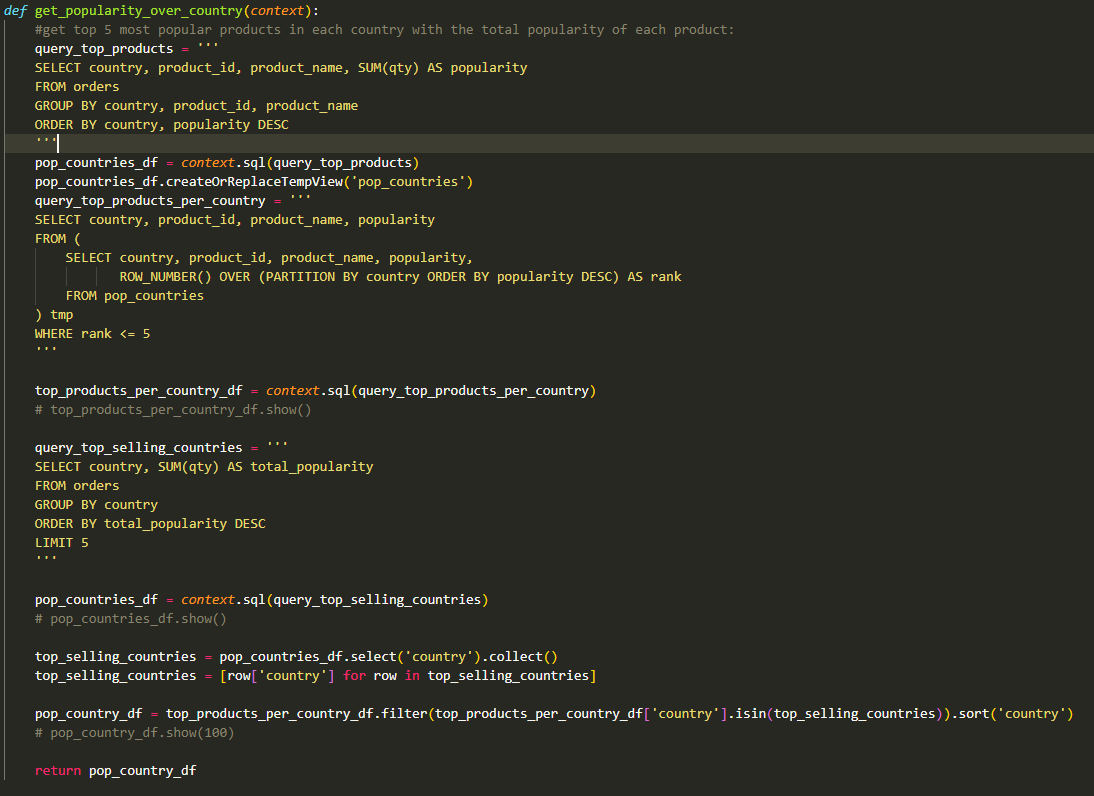 def get_popularity_over_country(context):
    #get top 5 most popular products in each country with the total popularity of each product:
    query_top_products = '''
    SELECT country, product_id, product_name, SUM(qty) AS popularity
    FROM orders
    GROUP BY country, product_id, product_name
    ORDER BY country, popularity DESC
    '''
    pop_countries_df = context.sql(query_top_products)
    pop_countries_df.createOrReplaceTempView('pop_countries')
    query_top_products_per_country = '''
    SELECT country, product_id, product_name, popularity
    FROM (
        SELECT country, product_id, product_name, popularity,
               ROW_NUMBER() OVER (PARTITION BY country ORDER BY popularity DESC) AS rank
        FROM pop_countries
    ) tmp
    WHERE rank <= 5
    '''

    top_products_per_country_df = context.sql(query_top_products_per_country)
    # top_products_per_country_df.show()

    query_top_selling_countries = '''
    SELECT country, SUM(qty) AS total_popularity
    FROM orders
    GROUP BY country
    ORDER BY total_popularity DESC
    LIMIT 5
    '''

    pop_countries_df = context.sql(query_top_selling_countries)
    # pop_countries_df.show()

    top_selling_countries = pop_countries_df.select('country').collect()
    top_selling_countries = [row['country'] for row in top_selling_countries]

    pop_country_df = top_products_per_country_df.filter(top_products_per_country_df['country'].isin(top_selling_countries)).sort('country')
    # pop_country_df.show(100)

    return pop_country_df